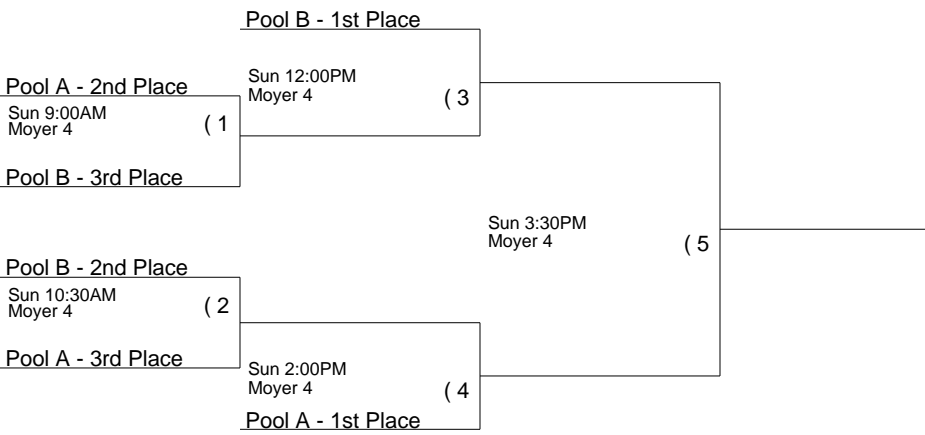 Pool B - 1st Place
Pool A - 2nd Place
Sun 12:00PM
Moyer 4
( 3
Sun 9:00AM
Moyer 4
( 1
Pool B - 3rd Place
Sun 3:30PM
Moyer 4
( 5
Pool B - 2nd Place
Sun 10:30AM
Moyer 4
( 2
Pool A - 3rd Place
Sun 2:00PM
Moyer 4
( 4
Pool A - 1st Place